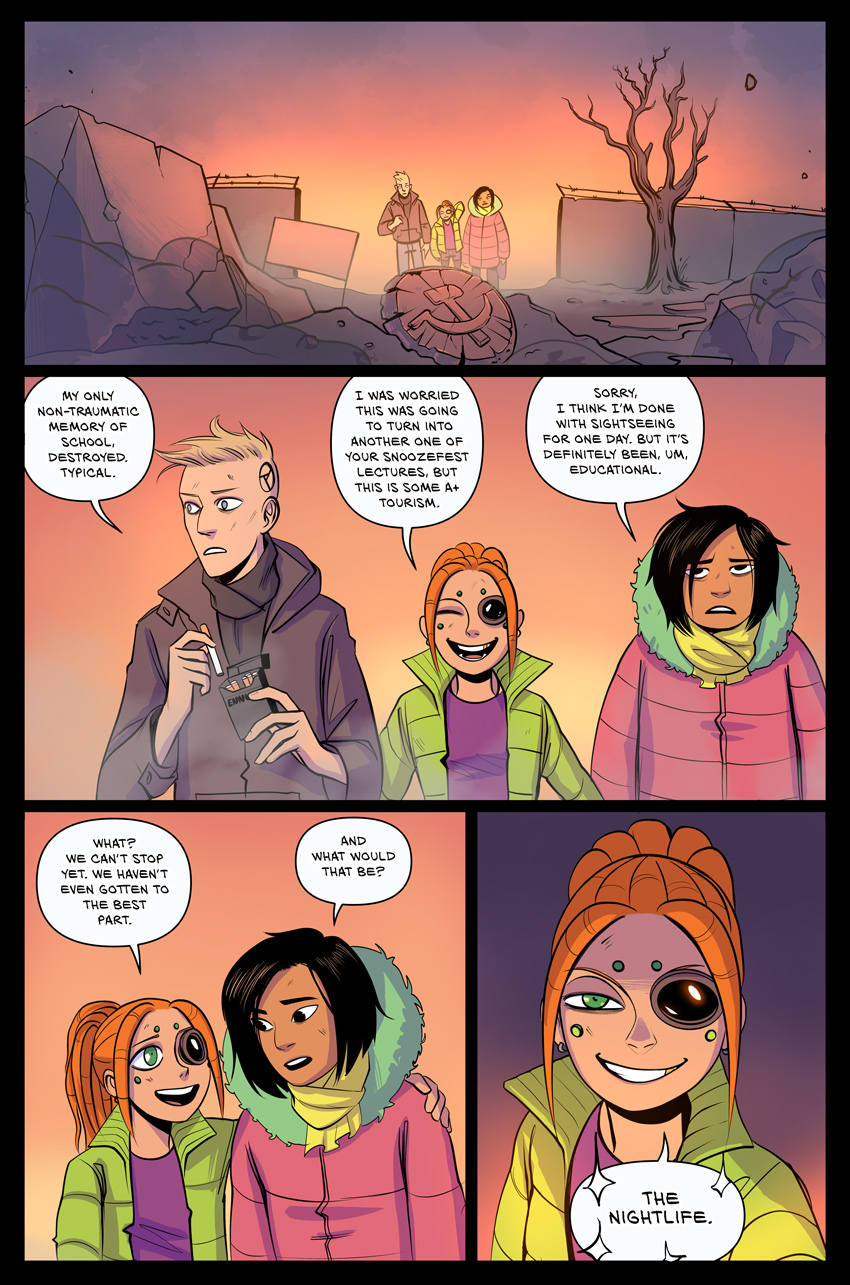 MY ONLY
NON-TRAUMATIC
MEMORY OF
SCHOOL,
DESTROYED.
TYPICAL.
I WAS WORRIED
THIS WAS GOING
TO TURN INTO
ANOTHER ONE OF
YOUR SNOOZEFEST
LECTURES, BUT
THIS IS SOME A+
TOURISM.
SORRY,
I THINK I'M DONE
WITH SIGHTSEEING
FOR ONE DAY. BUT IT'S
DEFINITELY BEEN, UM,
EDUCATIONAL.
WHAT?
WE CAN'T STOP
YET. WE HAVEN'T
EVEN GOTTEN TO
THE BEST
PART.
AND
WHAT WOULD
THAT BE?
THE
NIGHTLIFE.